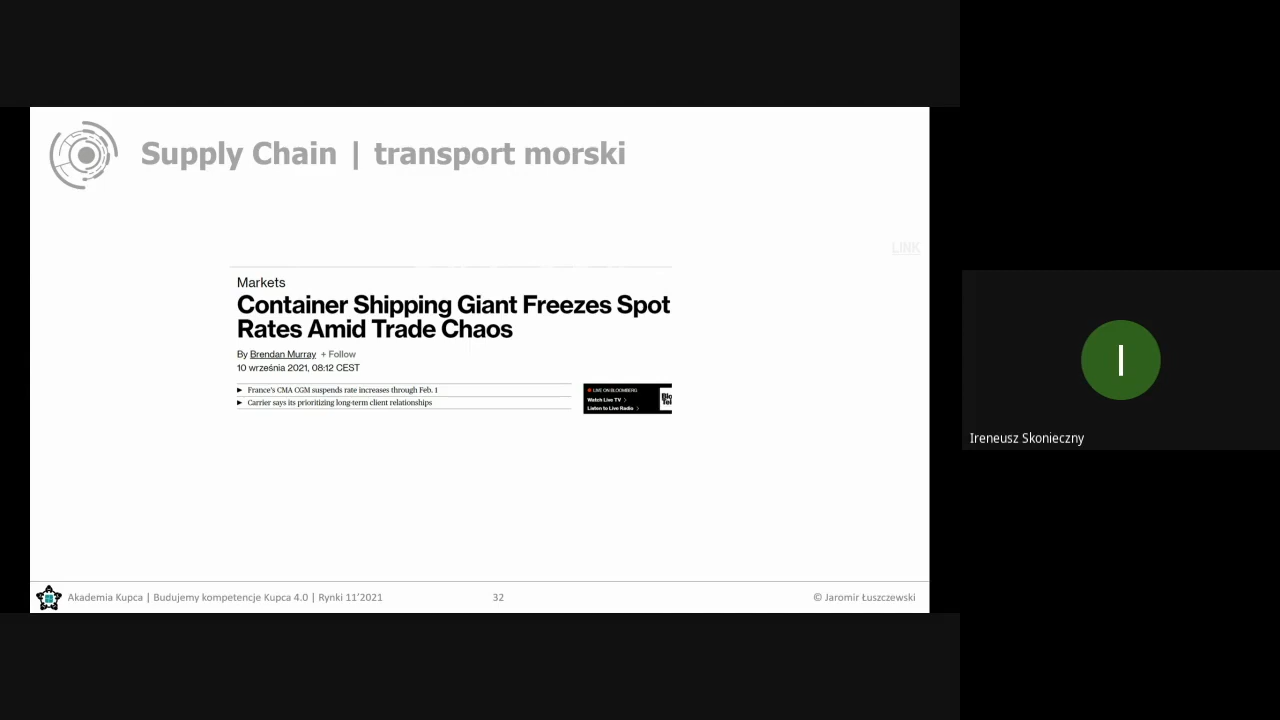 Supply Chain | transport morski
LINK
Markets
Container Shipping Giant Freezes Spot
Rates Amid Trade Chaos
By Brendan Murray + Follow
10 września 2021, 08:12 CEST
► France's CMA CGM suspends rate increases through Feb. 1
► Carrier says its prioritizing long-term client relationships
LIVE ON BLOOMBERG
Watch Live TV >
Listen to Live Radio >
I
Ireneusz Skonieczny
Akademia Kupca | Budujemy kompetencje Kupca 4.0 | Rynki 11'2021
32
© Jaromir Łuszczewski